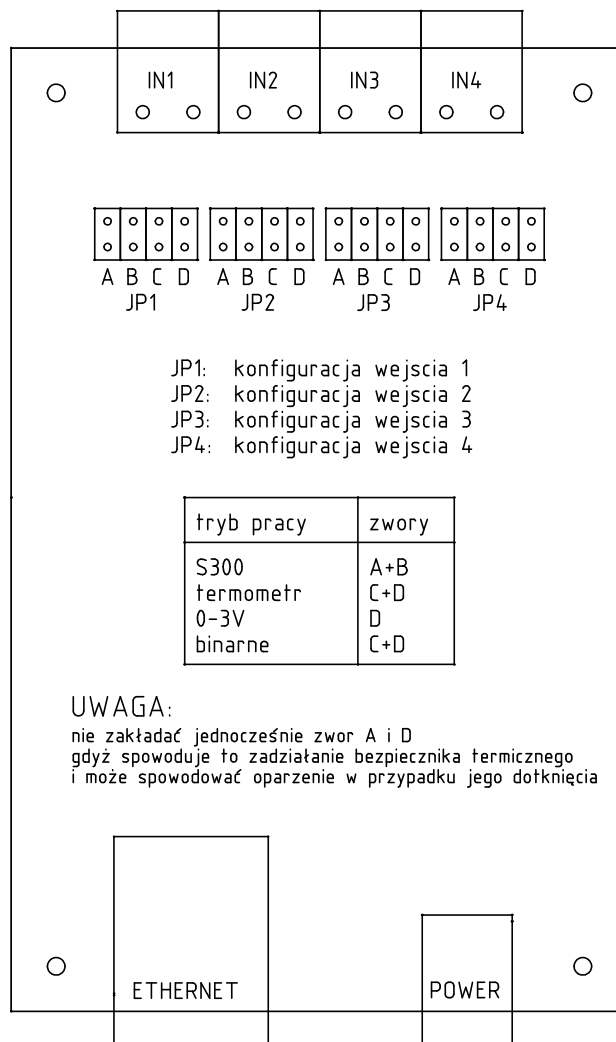 IN1 IN2 IN3 IN4
A B C D A B C D A B C D A B C D
JP1 JP2 JP3 JP4
JP1: konfiguracja wejscia 1
JP2: konfiguracja wejscia 2
JP3: konfiguracja wejscia 3
JP4: konfiguracja wejscia 4
tryb pracy zwory
S300 A+B
termometr C+D
0-3V D
binarne C+D
UWAGA:
nie zakładać jednocześnie zwor A i D
gdyż spowoduje to zadziałanie bezpiecznika termicznego
i może spowodować oparzenie w przypadku jego dotknięcia
ETHERNET POWER